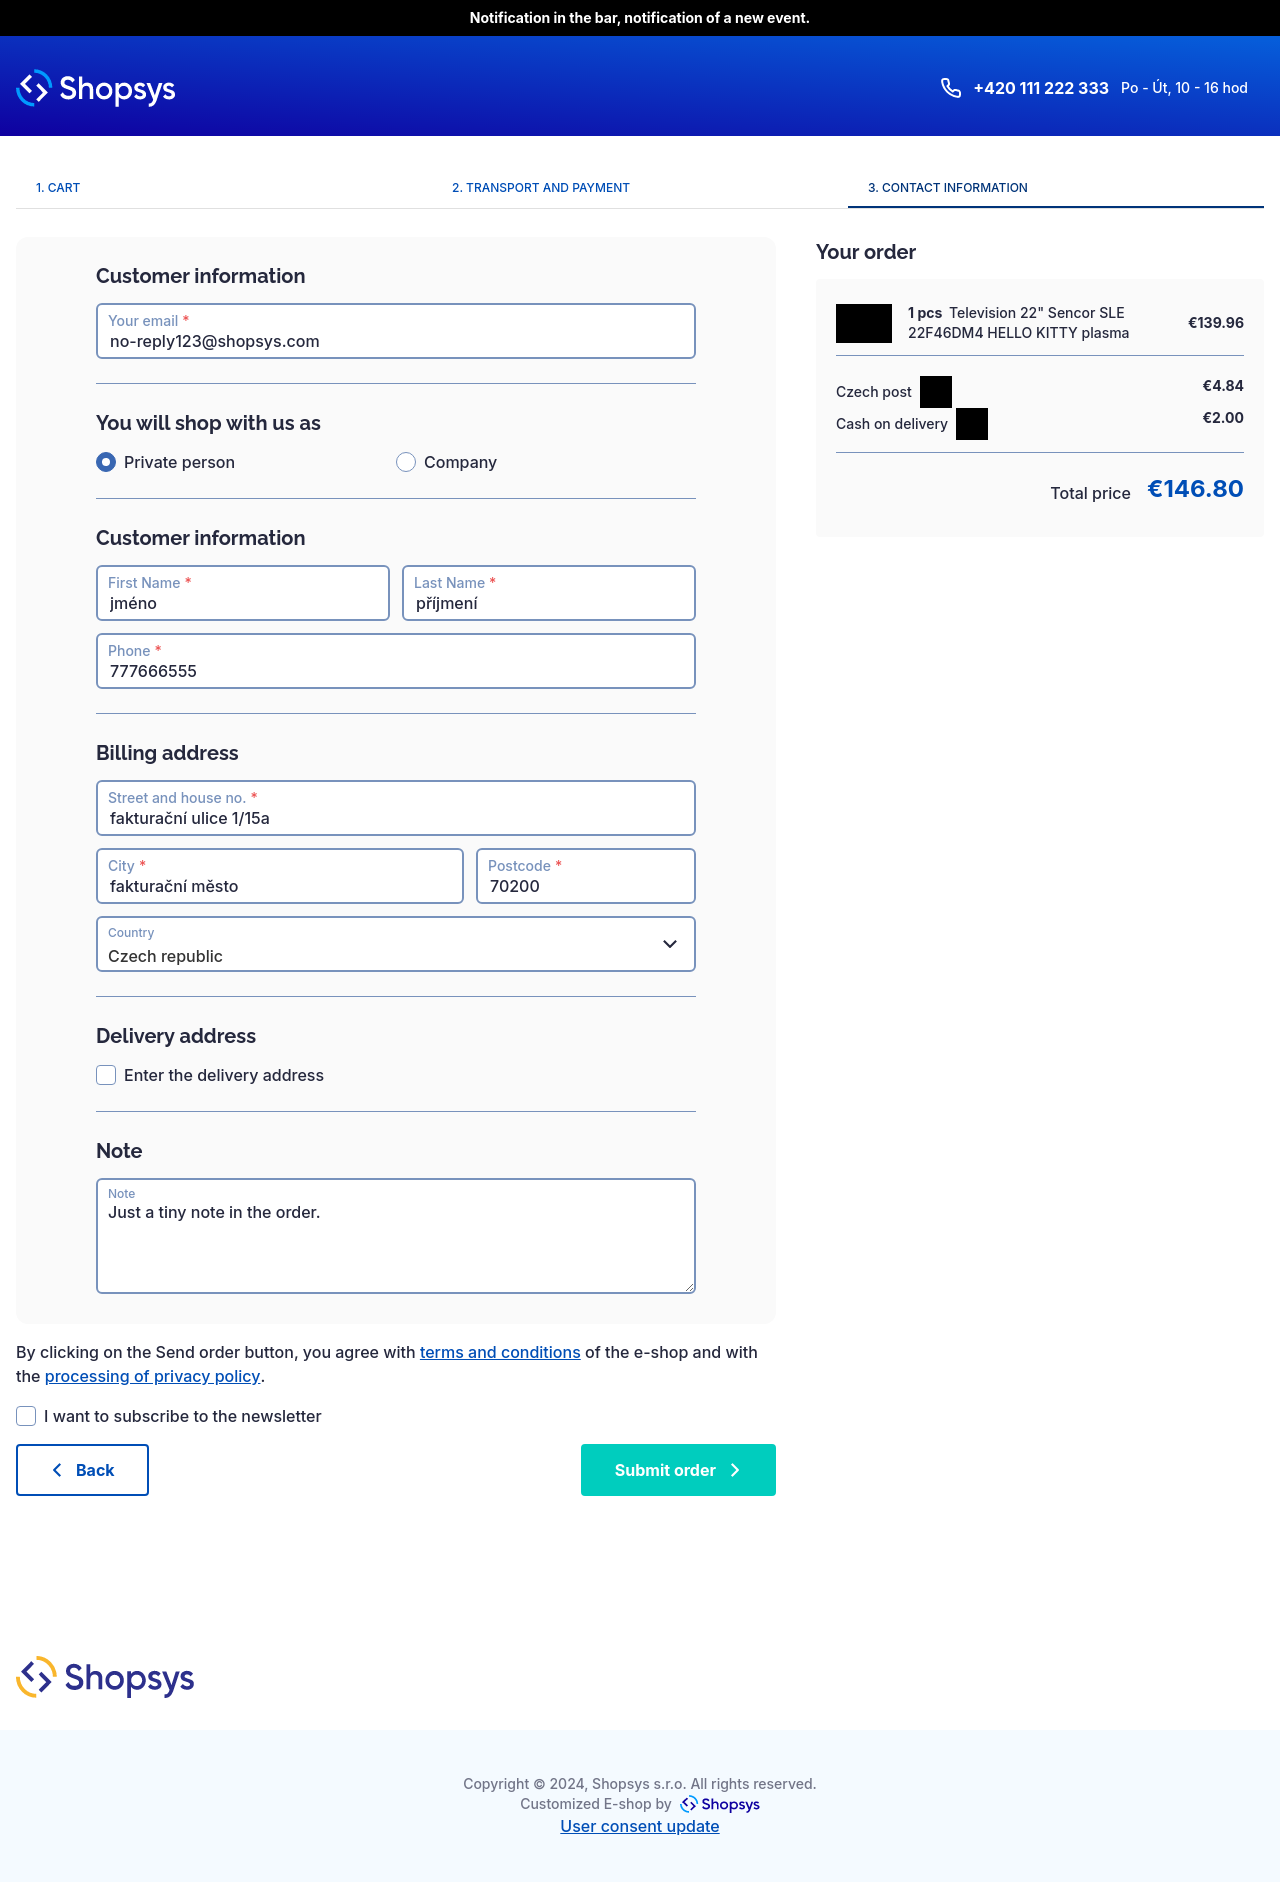 Notification in the bar, notification of a new event.
Shopsys
+420 111 222 333 Po - Út, 10 - 16 hod
1. CART
2. TRANSPORT AND PAYMENT
3. CONTACT INFORMATION
Customer information
Your email *
no-reply123@shopsys.com
You will shop with us as
Private person
Company
Customer information
First Name *
jméno
Last Name *
příjmení
Phone *
777666555
Billing address
Street and house no. *
fakturační ulice 1/15a
City *
fakturační město
Postcode *
70200
Country
Czech republic
Delivery address
Enter the delivery address
Note
Note
Just a tiny note in the order.
By clicking on the Send order button, you agree with terms and conditions of the e-shop and with
the processing of privacy policy.
I want to subscribe to the newsletter
Back
Submit order
Your order
1 pcs Television 22" Sencor SLE
22F46DM4 HELLO KITTY plasma
€139.96
Czech post
€4.84
Cash on delivery
€2.00
Total price €146.80
Shopsys
Copyright © 2024, Shopsys s.r.o. All rights reserved.
Customized E-shop by Shopsys
User consent update